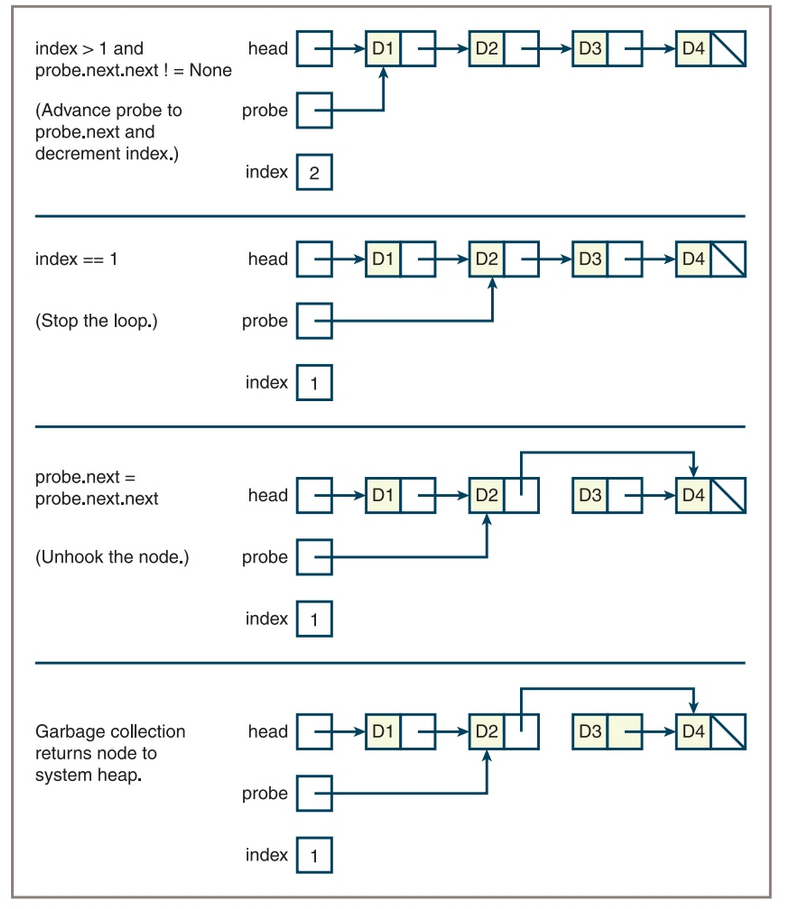 index > 1 and
probe.next.next ! = None
(Advance probe to
probe.next and
decrement index.)
head
D1
D2
D3
D4
probe
index
2
index == 1
(Stop the loop.)
head
D1
D2
D3
D4
probe
index
1
probe.next =
probe.next.next
(Unhook the node.)
head
D1
D2
D3
D4
probe
index
1
Garbage collection
returns node to
system heap.
head
D1
D2
D3
D4
probe
index
1